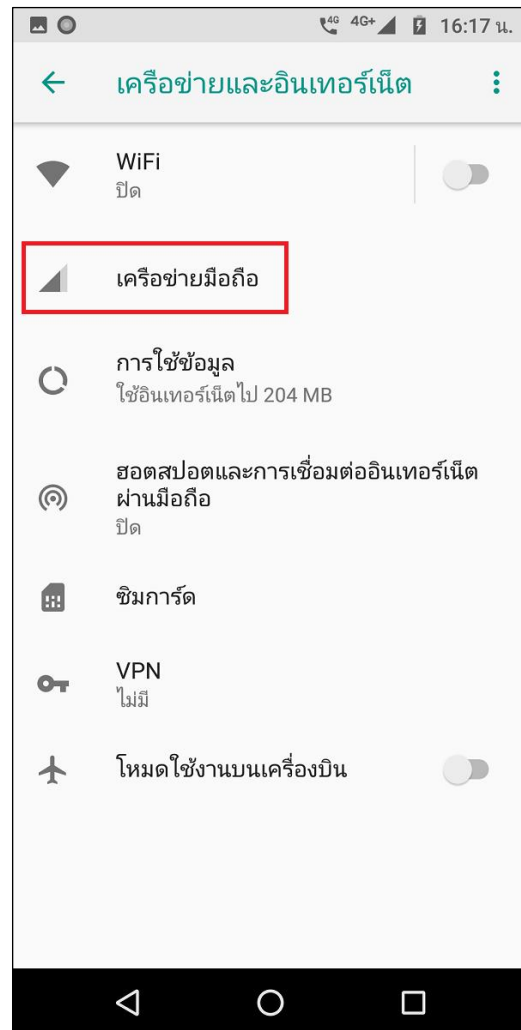 4G 4G+ 16:17 น.
เครือข่ายและอินเทอร์เน็ต
WiFi
ปิด
เครือข่ายมือถือ
การใช้ข้อมูล
ใช้อินเทอร์เน็ตไป 204 MB
ฮอตสปอตและการเชื่อมต่ออินเทอร์เน็ต
ผ่านมือถือ
ปิด
ซิมการ์ด
VPN
ไม่มี
โหมดใช้งานบนเครื่องบิน